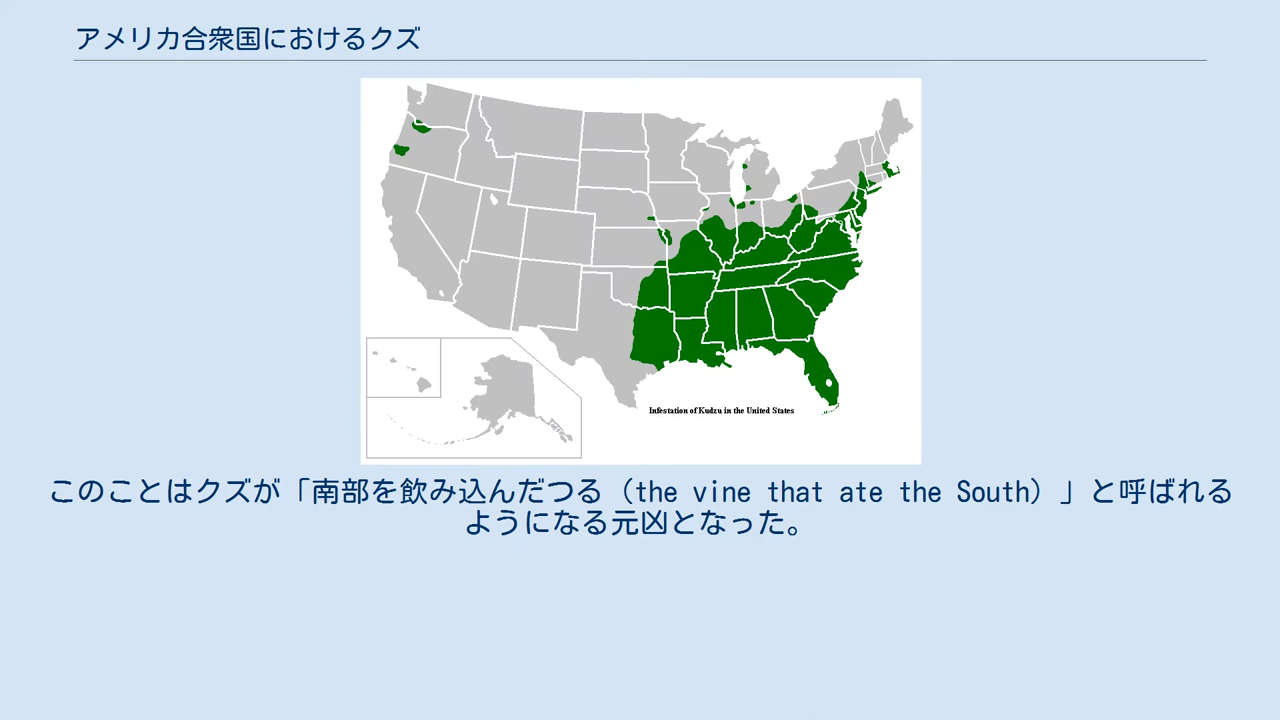 アメリカ合衆国におけるクズ
Infestation of Kudzu in the United States
このことはクズが「南部を飲み込んだつる（the vine that ate the South）」と呼ばれる
ようになる元凶となった。